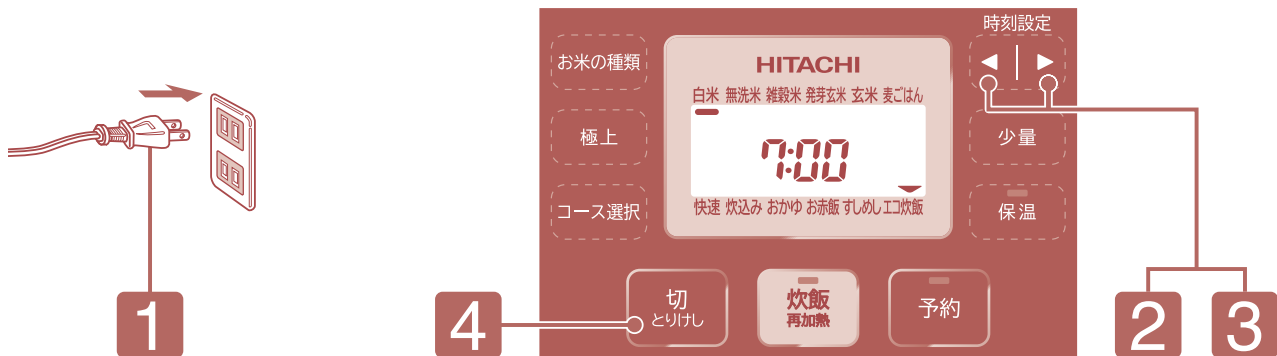 時刻設定
お米の種類
◀ ▶
HITACHI
白米 無洗米 雑穀米 発芽玄米 玄米 麦ごはん
極上
7:00
少量
コース選択
快速 炊込み おかゆ お赤飯 すしめし エコ炊飯
保温
切
とりけし
炊飯
再加熱
予約
1
4
2
3